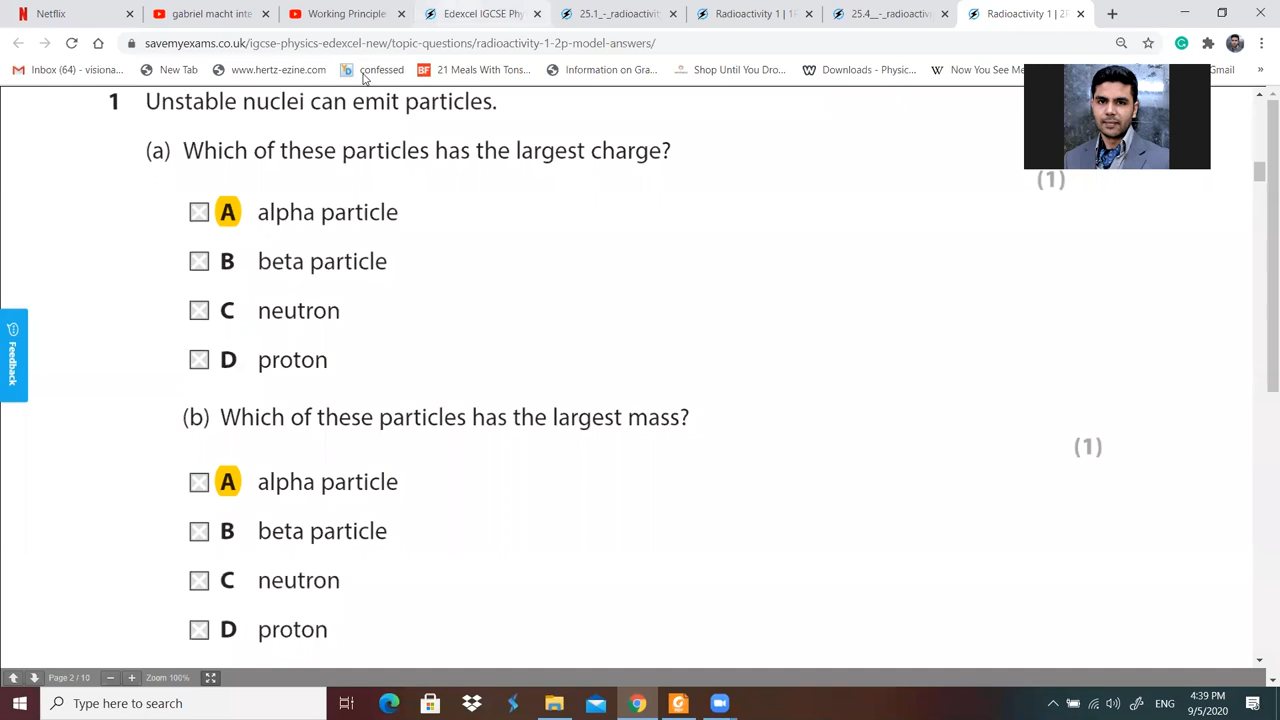 Netflix
gabriel macht inte
Working Principle
Edexcel IGCSE Phy
25.1_-_radioactiv
Radioactivity 1 | 1P
25.4__-_radioactiv
Radioactivity 1 | 2P
savemyexams.co.uk/igcse-physics-edexcel-new/topic-questions/radioactivity-1-2p-model-answers/
Inbox (64) - visiona...
New Tab
www.hertz-ezine.com
confessed
BF 21 Meals With Tons...
Information on Gra...
Shop Until You Dro...
Downloads - Physic...
Now You See Me
Gmail
1 Unstable nuclei can emit particles.
(a) Which of these particles has the largest charge?
(1)
A alpha particle
B beta particle
C neutron
D proton
(b) Which of these particles has the largest mass?
(1)
A alpha particle
B beta particle
C neutron
D proton
Feedback
Page 2 / 10
Zoom 100%
Type here to search
ENG
4:39 PM
9/5/2020